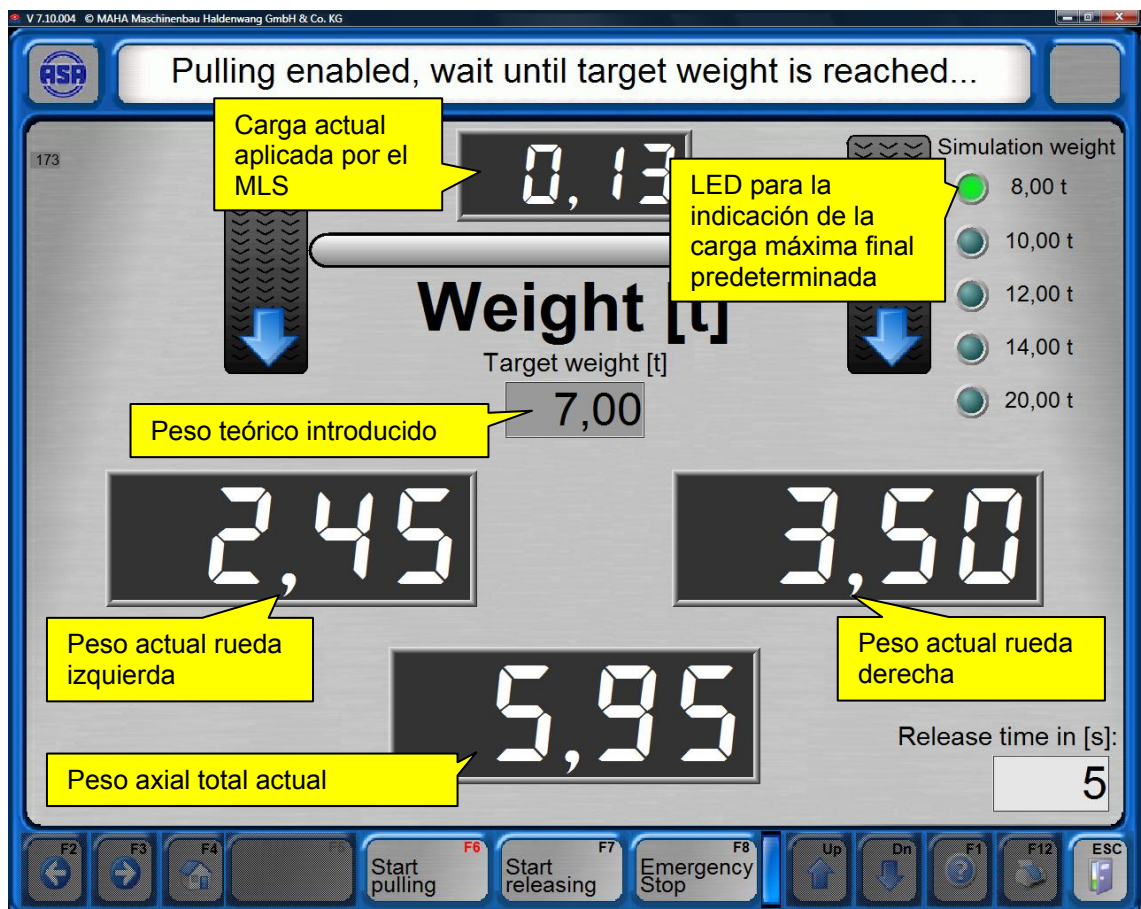 V 7.10.004 © MAHA Maschinenbau Haldenwang GmbH & Co. KG
ASA
Pulling enabled, wait until target weight is reached...
173
Carga actual
aplicada por el
MLS
0,13
Simulation weight
LED para la
indicación de la
carga máxima final
predeterminada
8,00 t
10,00 t
12,00 t
14,00 t
20,00 t
Weight [t]
Target weight [t]
7,00
Peso teórico introducido
2,45
3,50
Peso actual rueda
izquierda
Peso actual rueda
derecha
5,95
Peso axial total actual
Release time in [s]:
5
F2
F3
F4
F5
F6
Start
pulling
F7
Start
releasing
F8
Emergency
Stop
Up
Dn
F1
F12
ESC